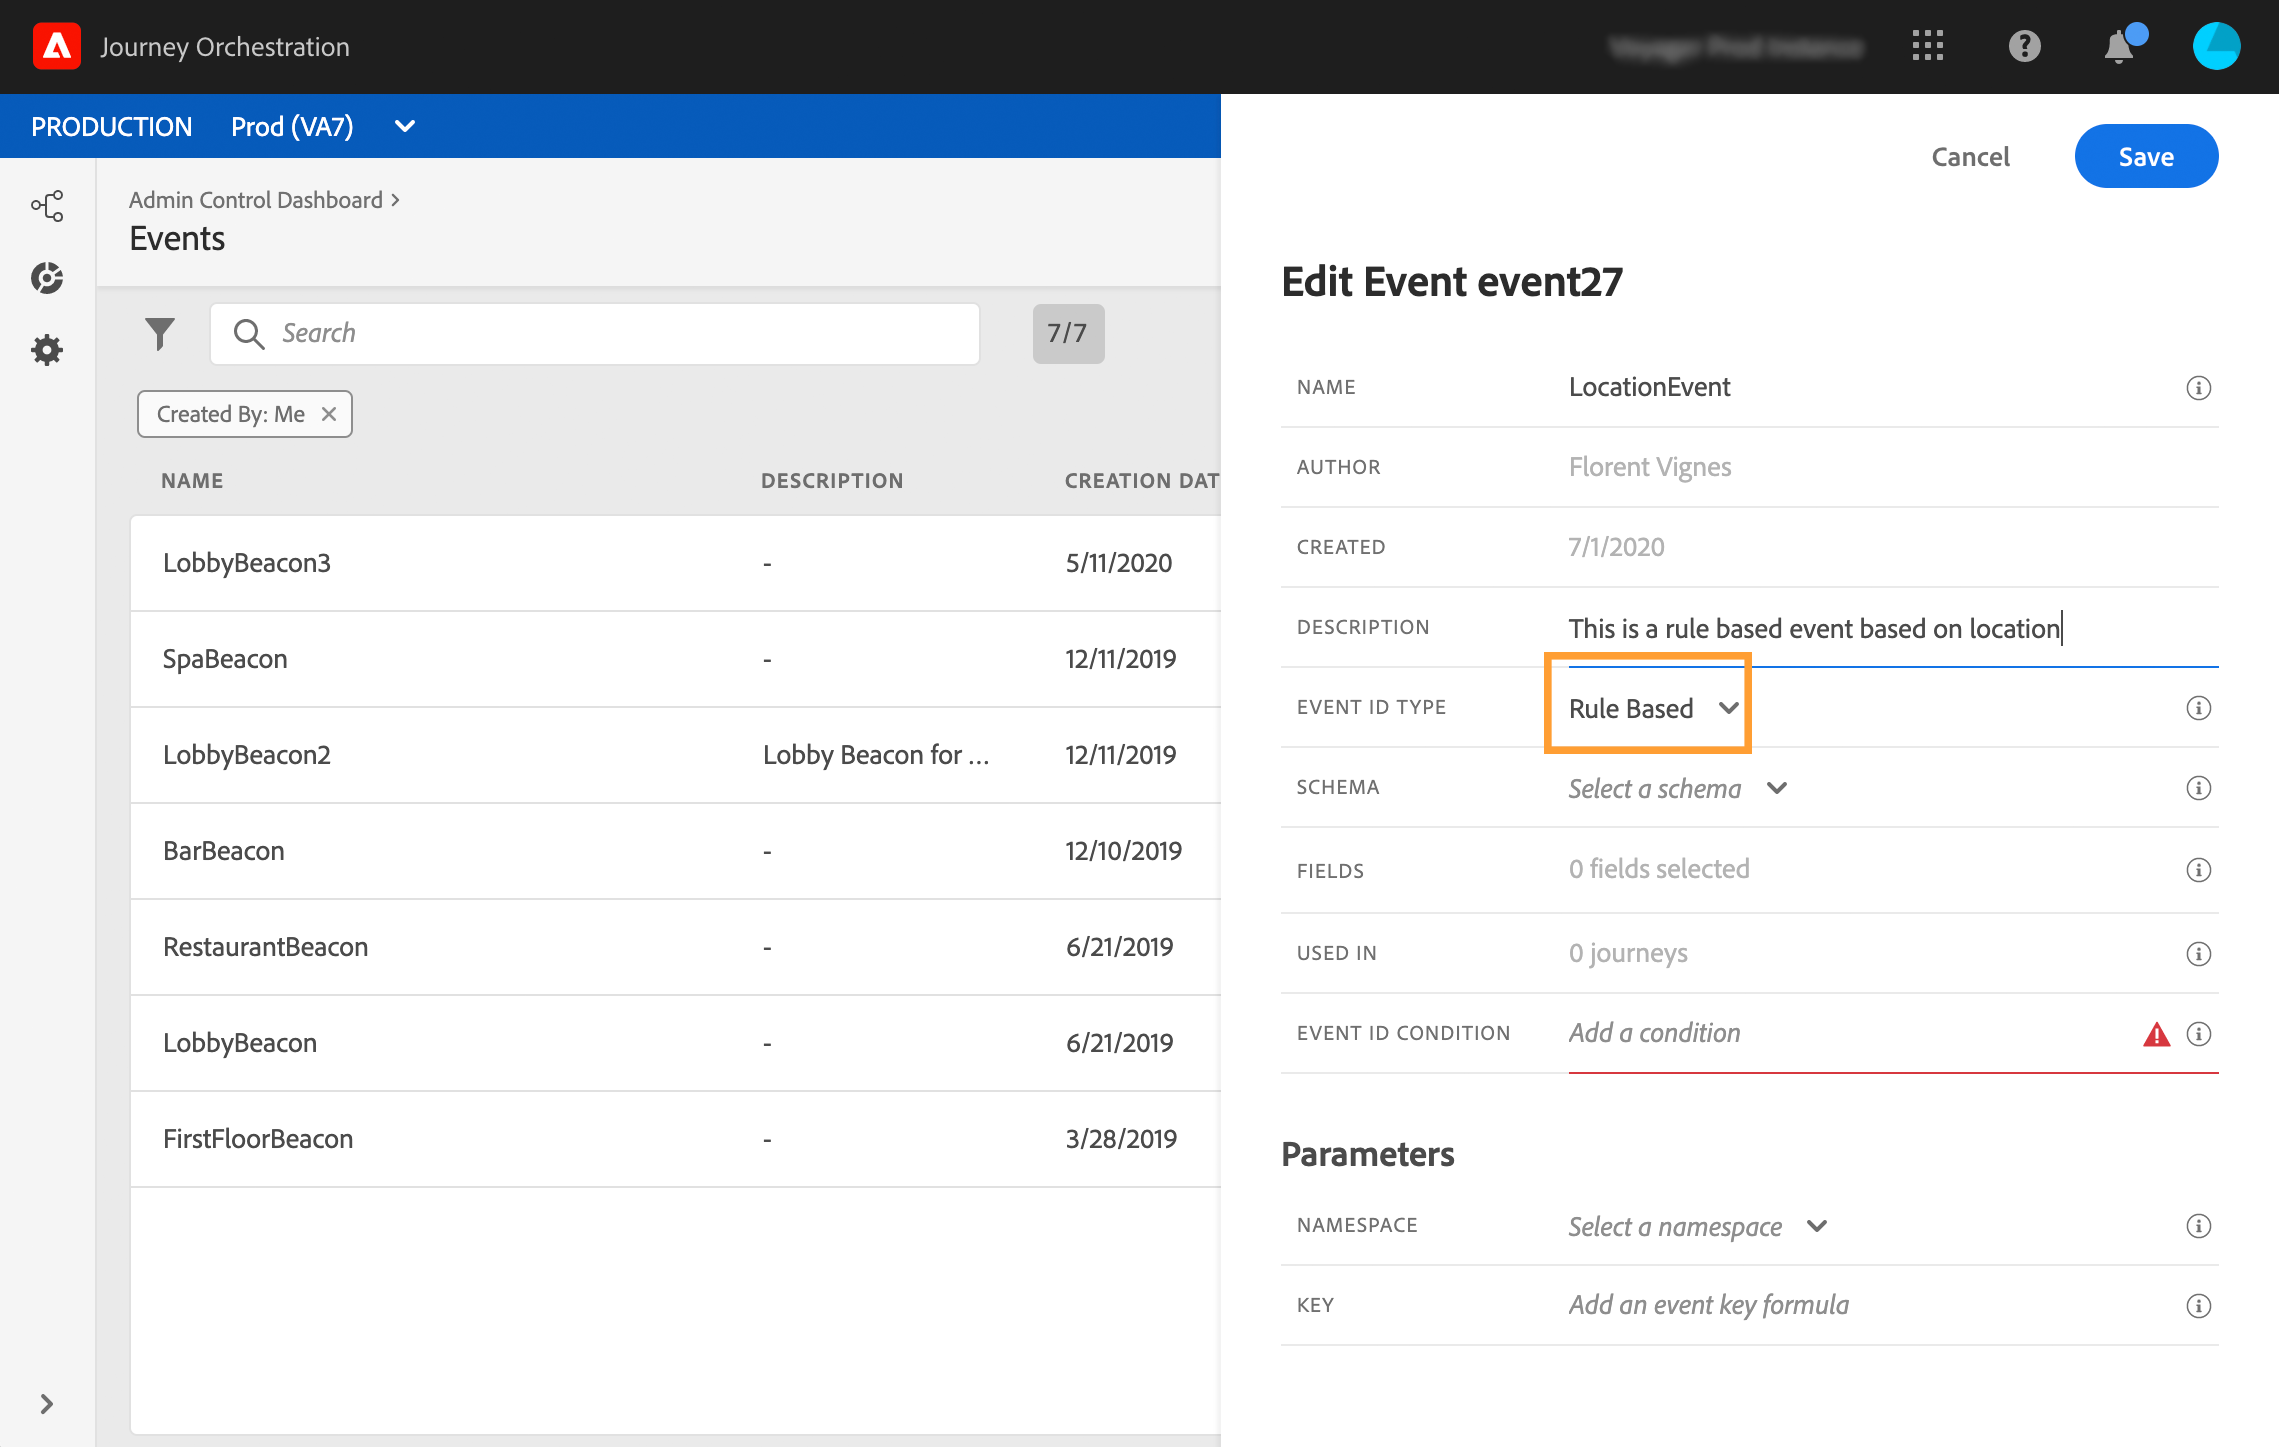 Journey Orchestration
PRODUCTION Prod (VA7)
Admin Control Dashboard >
Events
Search
7/7
Created By: Me ×
NAME DESCRIPTION CREATION DAT
LobbyBeacon3 - 5/11/2020
SpaBeacon - 12/11/2019
LobbyBeacon2 Lobby Beacon for ... 12/11/2019
BarBeacon - 12/10/2019
RestaurantBeacon - 6/21/2019
LobbyBeacon - 6/21/2019
FirstFloorBeacon - 3/28/2019
Cancel Save
Edit Event event27
NAME LocationEvent
AUTHOR Florent Vignes
CREATED 7/1/2020
DESCRIPTION This is a rule based event based on location
EVENT ID TYPE Rule Based
SCHEMA Select a schema
FIELDS 0 fields selected
USED IN 0 journeys
EVENT ID CONDITION Add a condition
Parameters
NAMESPACE Select a namespace
KEY Add an event key formula